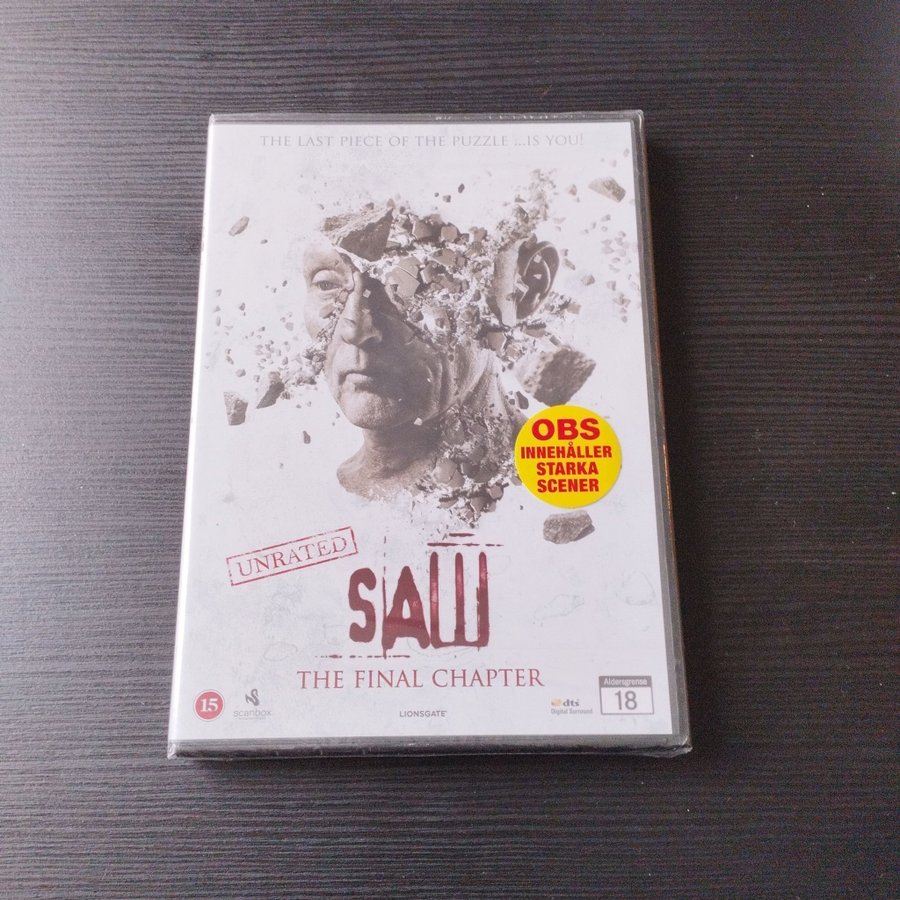 THE LAST PIECE OF THE PUZZLE ...IS YOU!
OBS
INNEHÅLLER
STARKA
SCENER
UNRATED
SAW
THE FINAL CHAPTER
15
scanbox
LIONSGATE
dts
Digital Surround
Aldersgrense
18